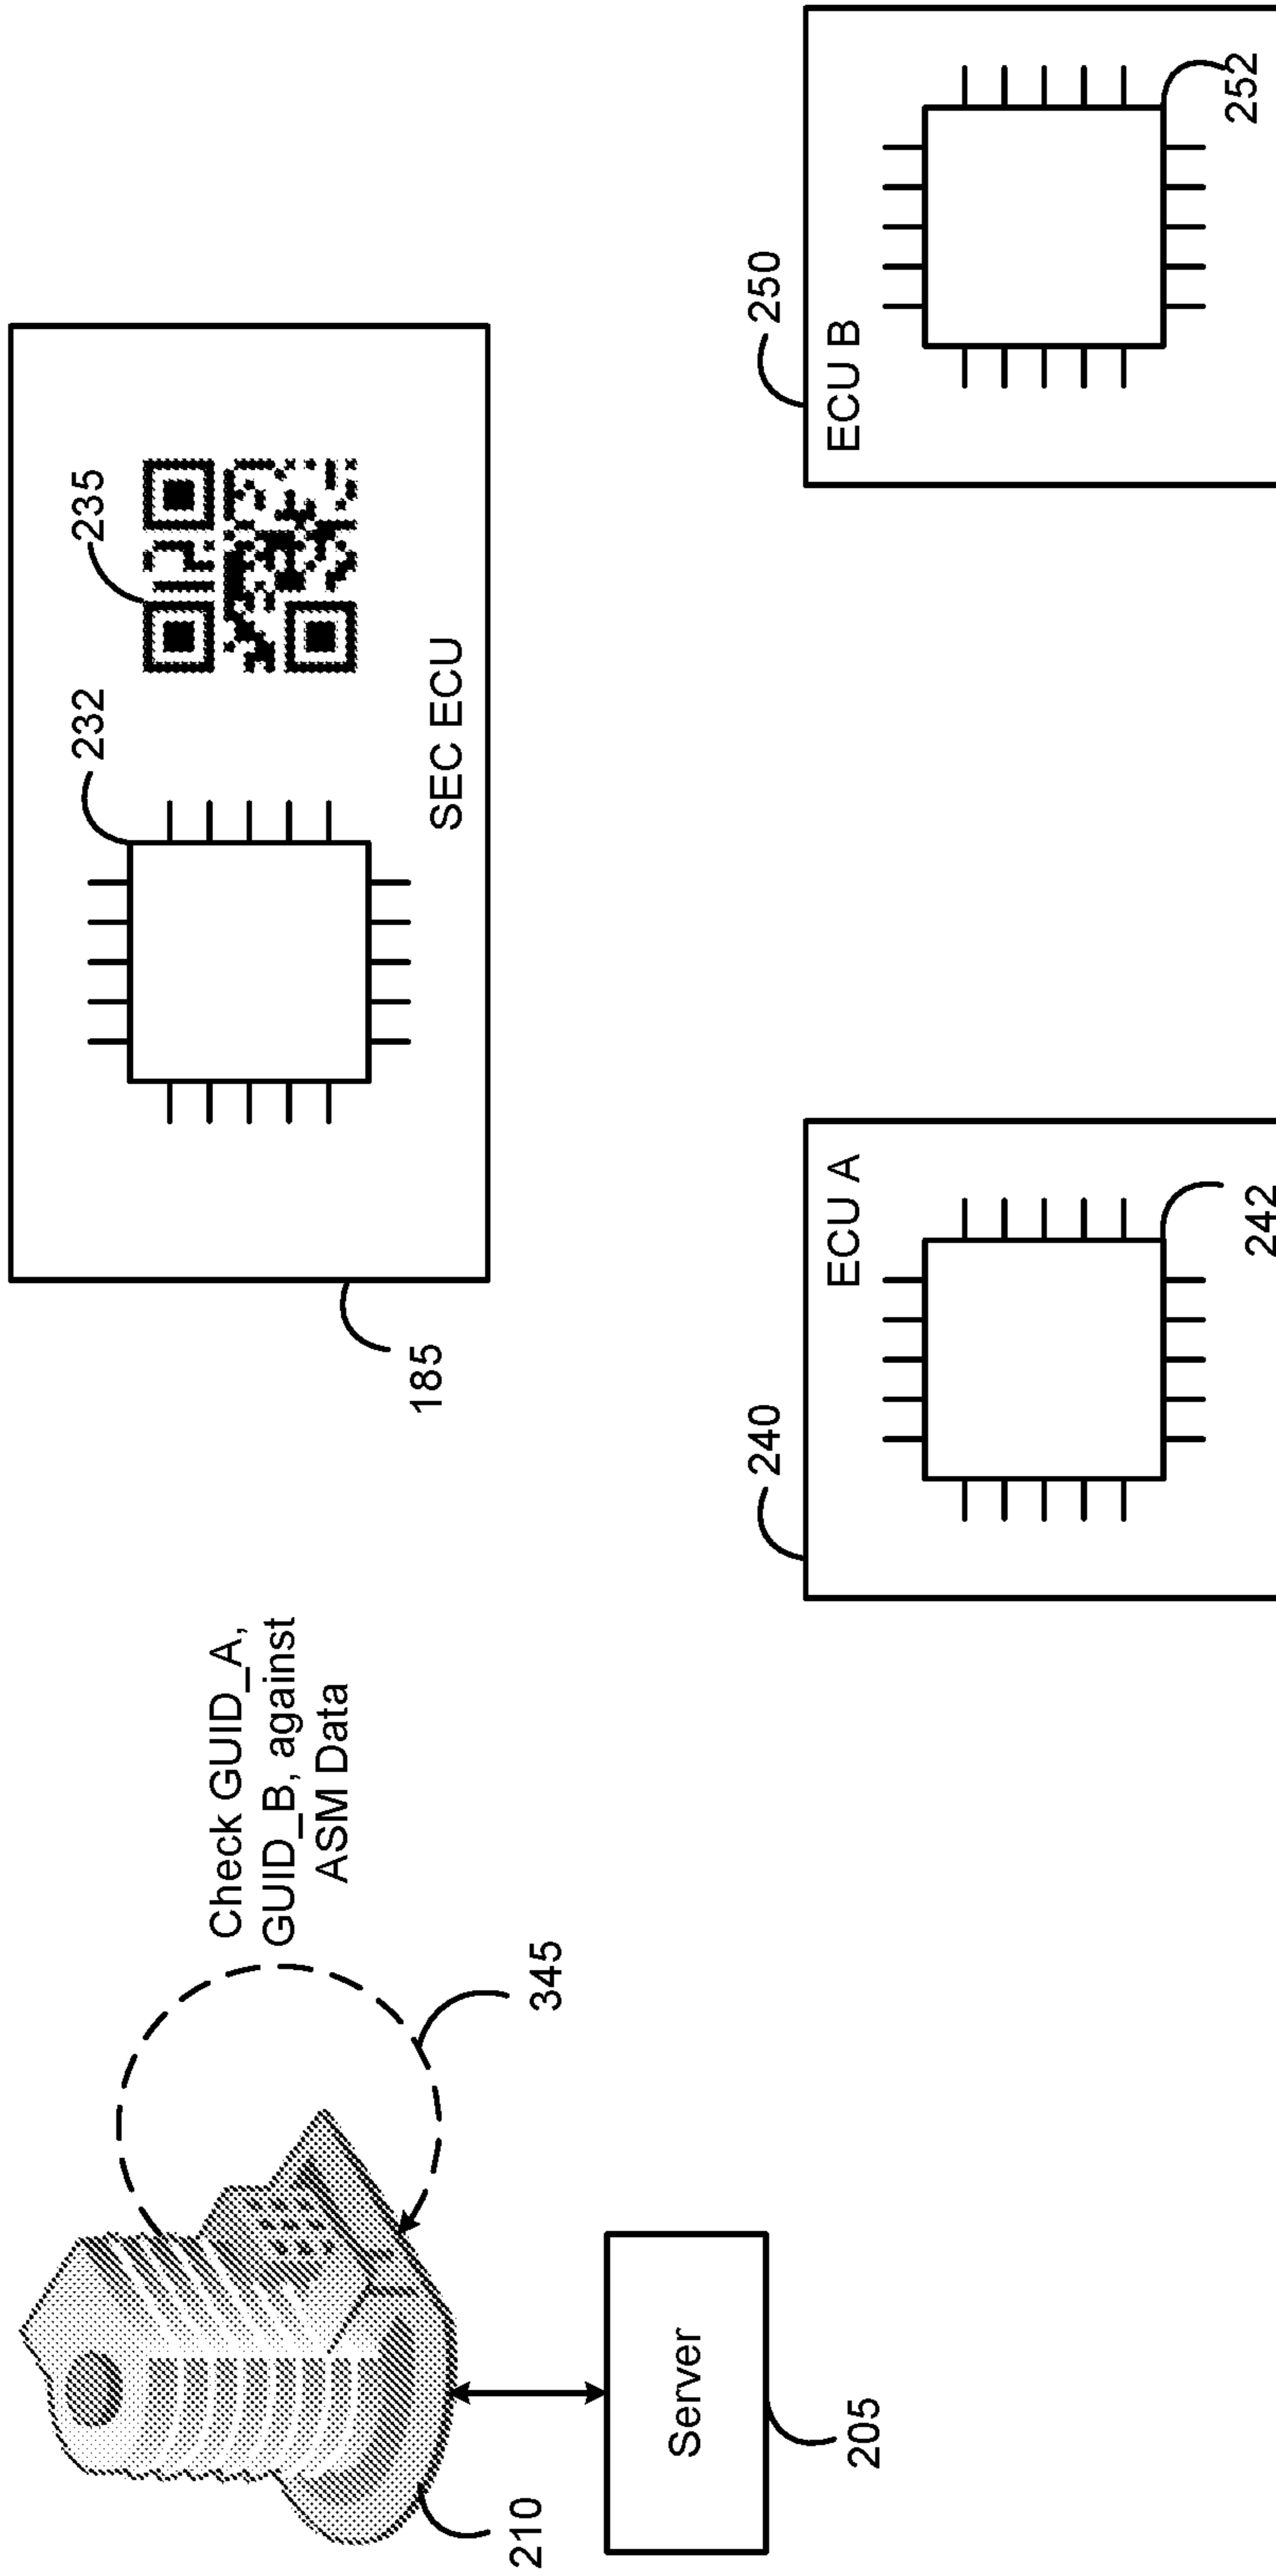 Check GUID_A,
GUID_B, against
ASM Data
345
210
Server
205
185
232
235
SEC ECU
240
ECU A
242
250
ECU B
252